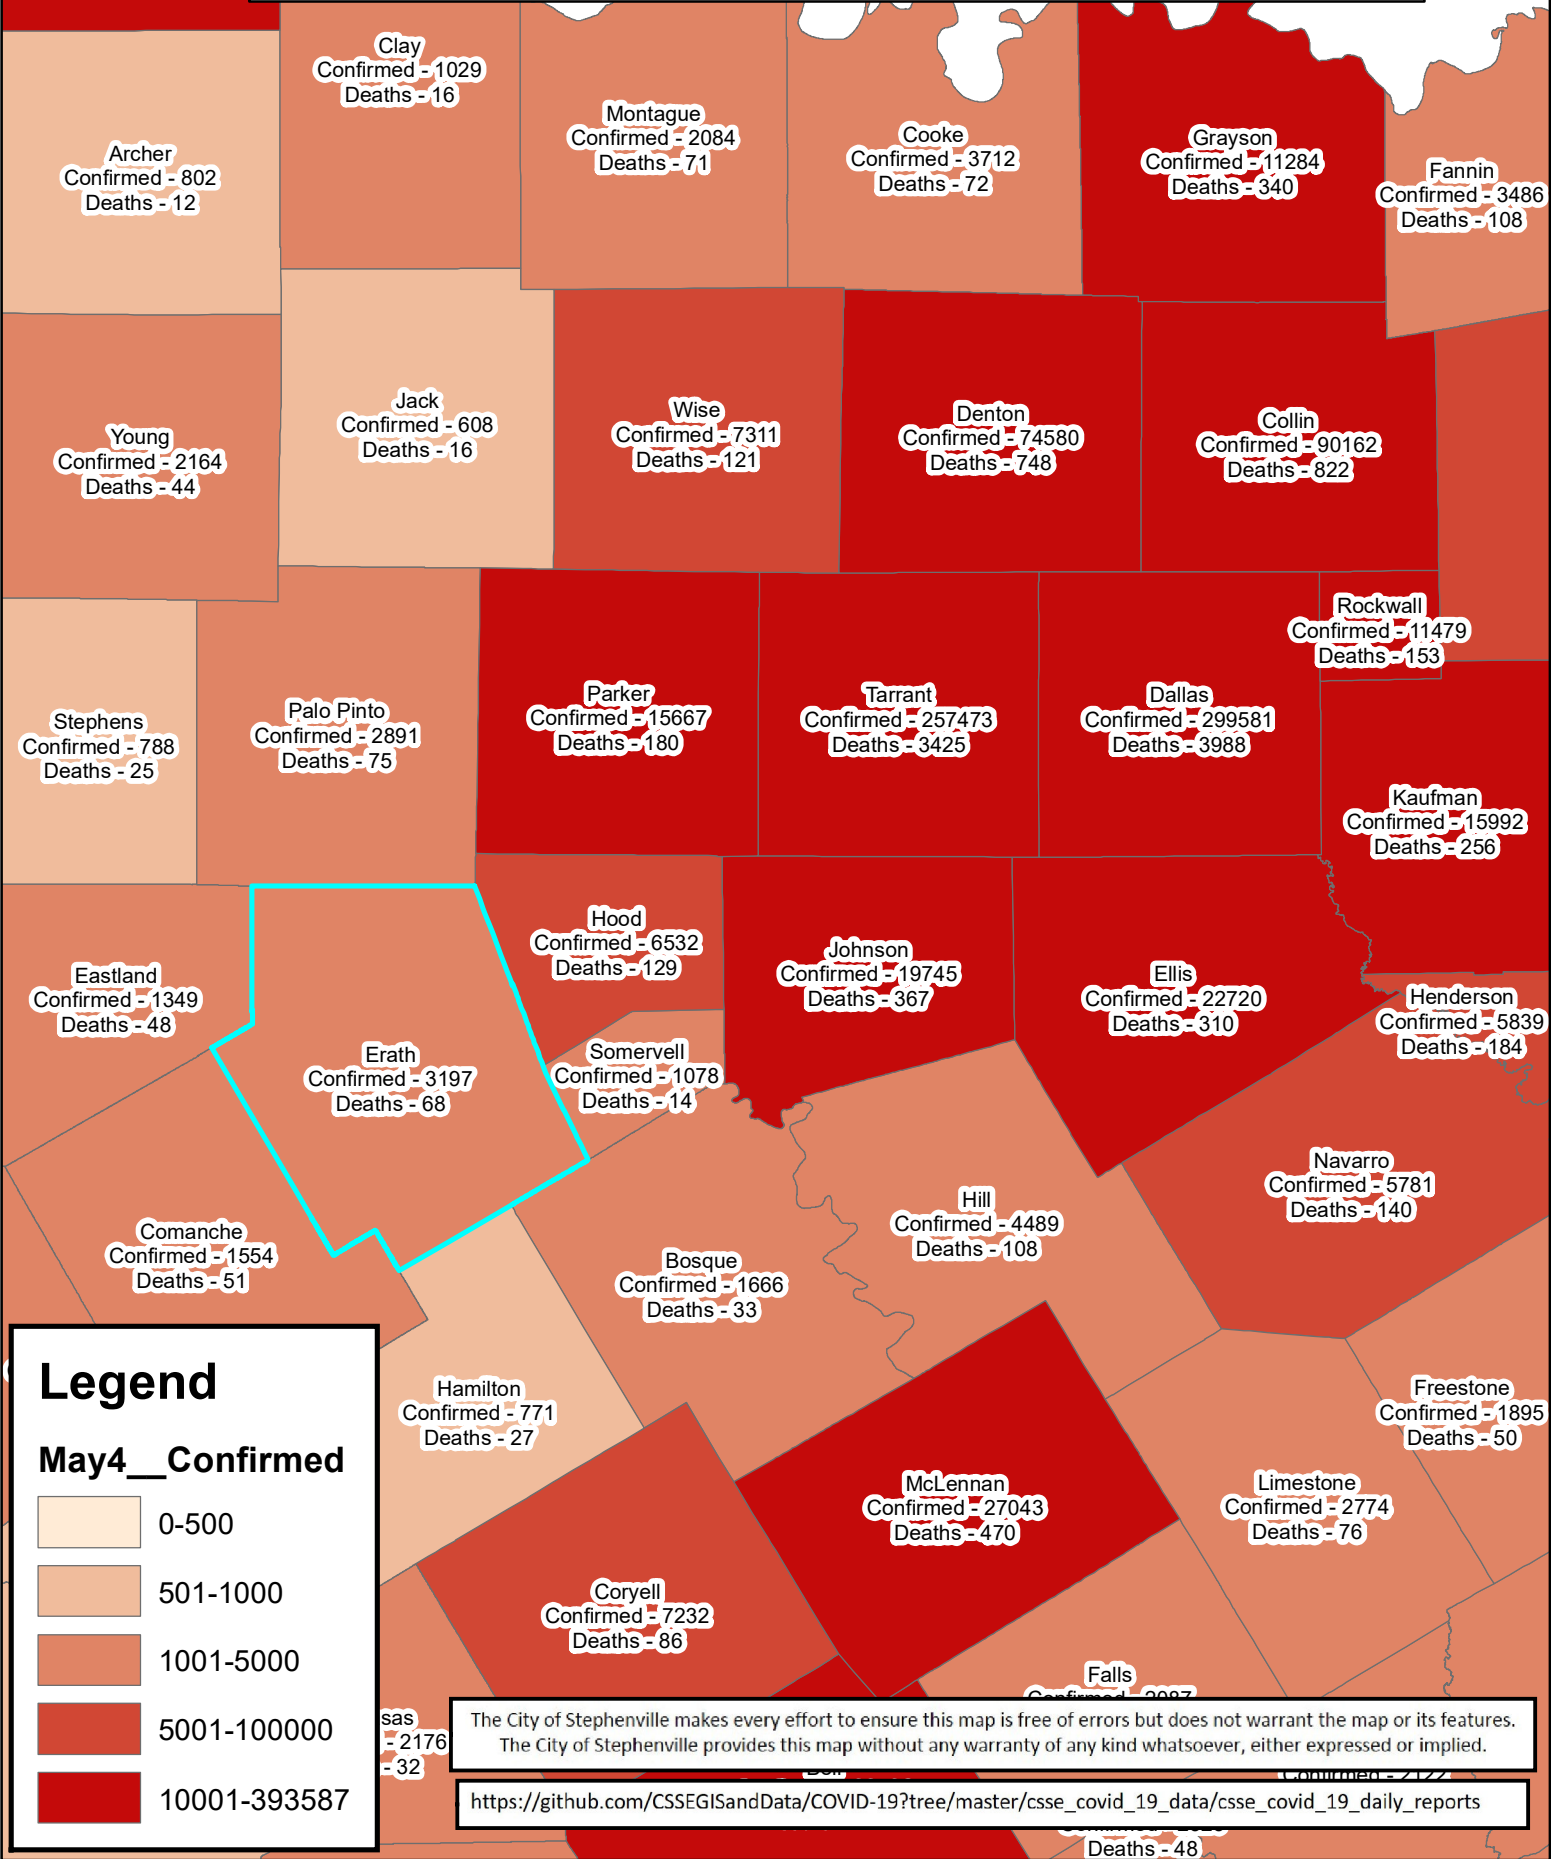 Clay
Confirmed - 1029
Deaths - 16
Montague
Confirmed - 2084
Deaths - 71
Cooke
Confirmed - 3712
Deaths - 72
Grayson
Confirmed - 11284
Deaths - 340
Archer
Confirmed - 802
Deaths - 12
Fannin
Confirmed - 3486
Deaths - 108
Young
Confirmed - 2164
Deaths - 44
Jack
Confirmed - 608
Deaths - 16
Wise
Confirmed - 7311
Deaths - 121
Denton
Confirmed - 74580
Deaths - 748
Collin
Confirmed - 90162
Deaths - 822
Rockwall
Confirmed - 11479
Deaths - 153
Stephens
Confirmed - 788
Deaths - 25
Palo Pinto
Confirmed - 2891
Deaths - 75
Parker
Confirmed - 15667
Deaths - 180
Tarrant
Confirmed - 257473
Deaths - 3425
Dallas
Confirmed - 299581
Deaths - 3988
Kaufman
Confirmed - 15992
Deaths - 256
Eastland
Confirmed - 1349
Deaths - 48
Hood
Confirmed - 6532
Deaths - 129
Johnson
Confirmed - 19745
Deaths - 367
Ellis
Confirmed - 22720
Deaths - 310
Henderson
Confirmed - 5839
Deaths - 184
Erath
Confirmed - 3197
Deaths - 68
Somervell
Confirmed - 1078
Deaths - 14
Navarro
Confirmed - 5781
Deaths - 140
Comanche
Confirmed - 1554
Deaths - 51
Bosque
Confirmed - 1666
Deaths - 33
Hill
Confirmed - 4489
Deaths - 108
Hamilton
Confirmed - 771
Deaths - 27
Freestone
Confirmed - 1895
Deaths - 50
McLennan
Confirmed - 27043
Deaths - 470
Limestone
Confirmed - 2774
Deaths - 76
Coryell
Confirmed - 7232
Deaths - 86
Falls
sas
- 2176
- 32
Deaths - 48
Legend
May4__Confirmed
0-500
501-1000
1001-5000
5001-100000
10001-393587
The City of Stephenville makes every effort to ensure this map is free of errors but does not warrant the map or its features.
The City of Stephenville provides this map without any warranty of any kind whatsoever, either expressed or implied.
https://github.com/CSSEGISandData/COVID-19?tree/master/csse_covid_19_data/csse_covid_19_daily_reports